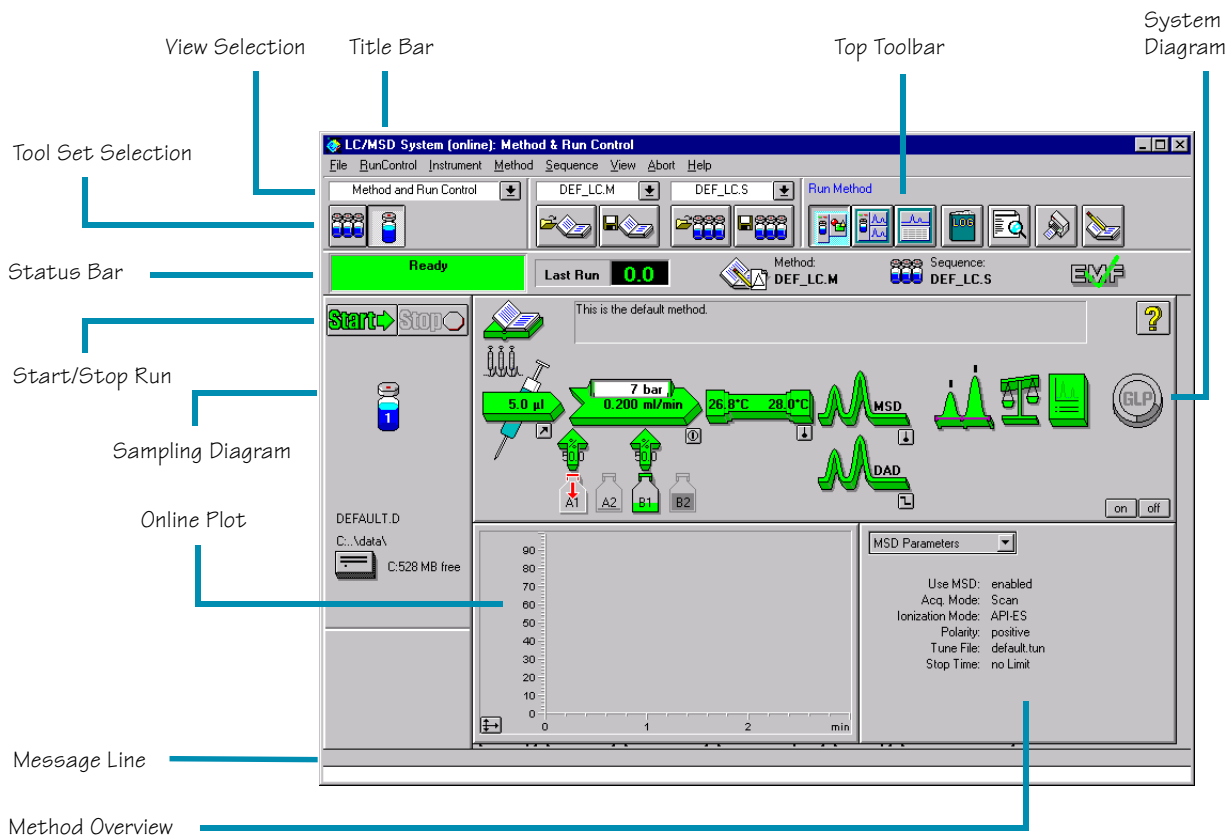 System
Diagram
View Selection
Title Bar
Top Toolbar
Tool Set Selection
LC/MSD System (online): Method & Run Control
File RunControl Instrument Method Sequence View Abort Help
Method and Run Control
DEF_LC.M
DEF_LC.S
Run Method
LOG
Status Bar
Ready
Last Run 0.0
Method:
DEF_LC.M
Sequence:
DEF_LC.S
EMF
Start/Stop Run
Start
Stop
This is the default method.
?
5.0 µl
7 bar
0.200 ml/min
26.8°C 28.0°C
MSD
GLP
1
Sampling Diagram
% 50.0
% 50.0
DAD
A1 A2 B1 B2
on off
Online Plot
DEFAULT.D
C:..\data\
C:528 MB free
90
80
70
60
50
40
30
20
10
0
0 1 2 min
MSD Parameters
Use MSD: enabled
Acq. Mode: Scan
Ionization Mode: API-ES
Polarity: positive
Tune File: default.tun
Stop Time: no Limit
Message Line
Method Overview